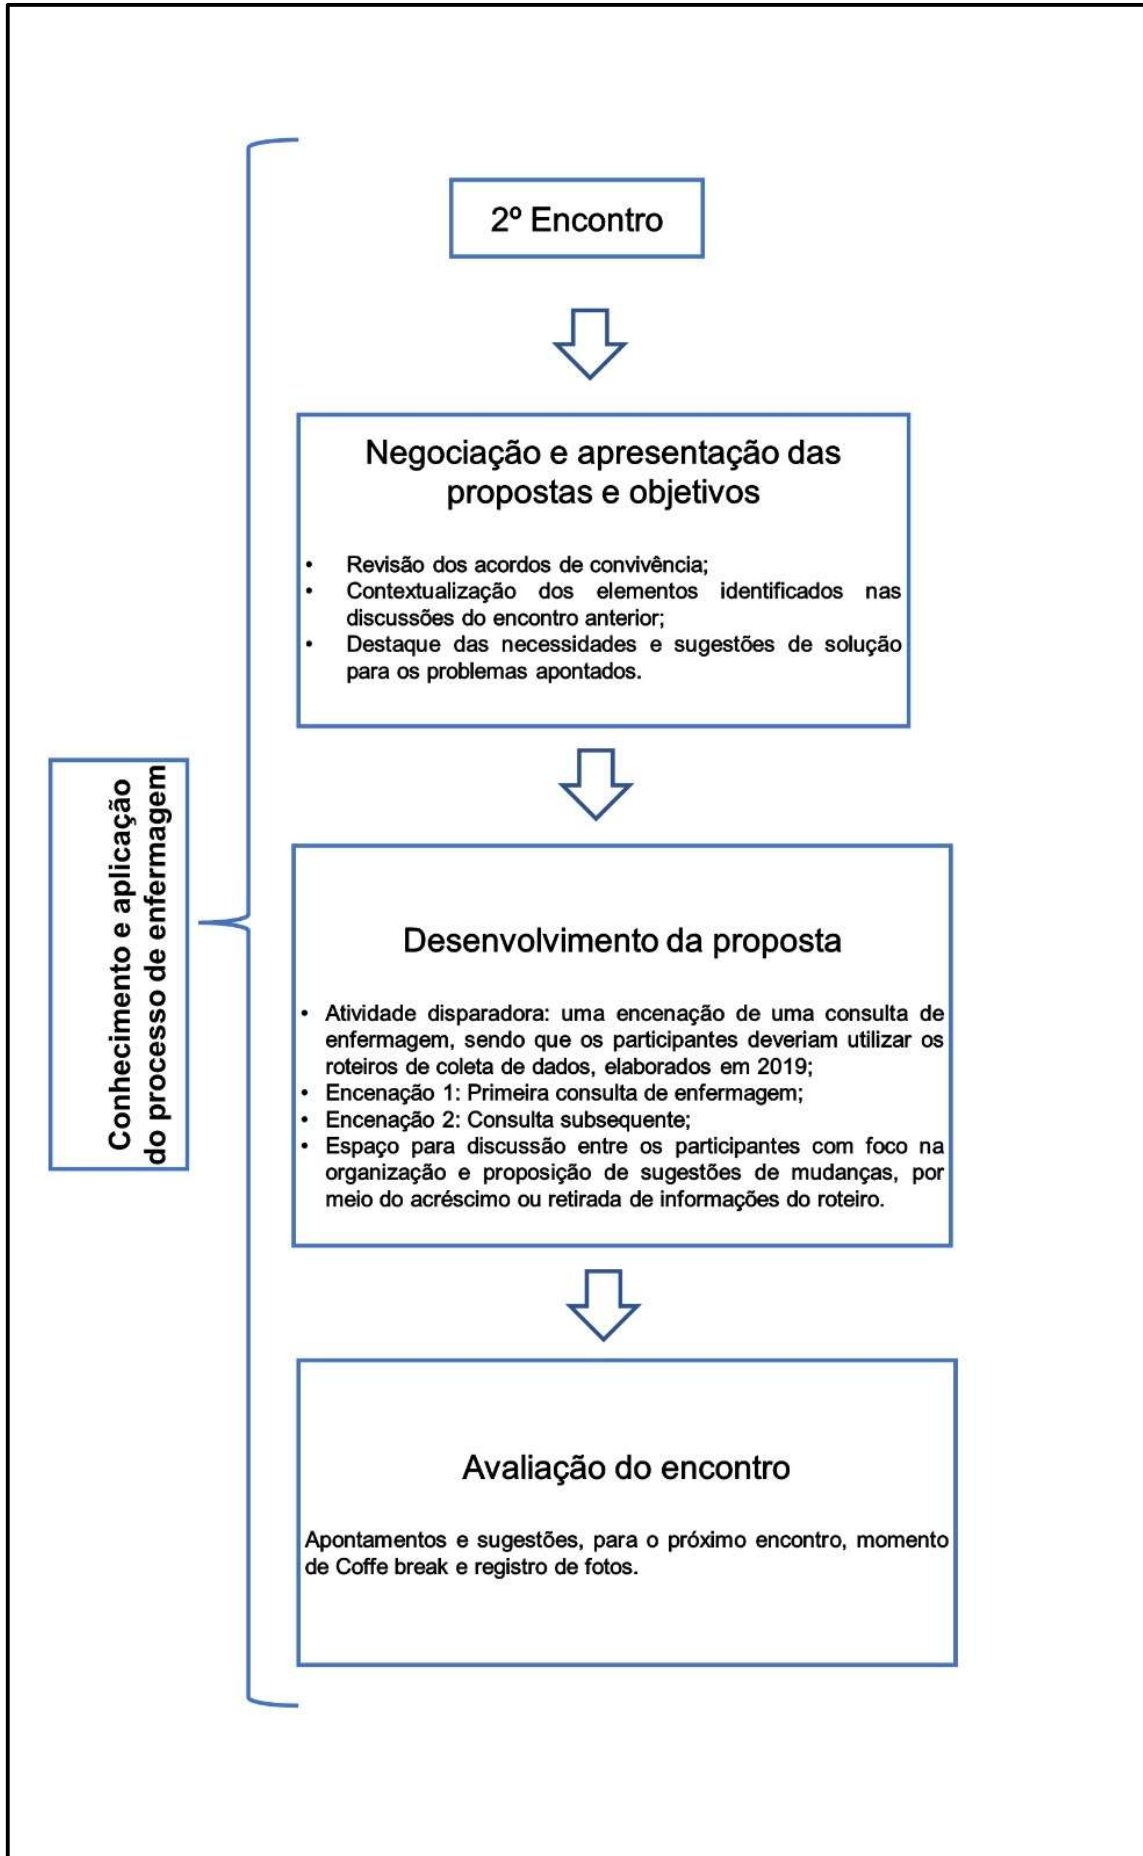 2º Encontro
Negociação e apresentação das
propostas e objetivos
• Revisão dos acordos de convivência;
• Contextualização dos elementos identificados nas
discussões do encontro anterior;
• Destaque das necessidades e sugestões de solução
para os problemas apontados.
Conhecimento e aplicação
do processo de enfermagem
Desenvolvimento da proposta
• Atividade disparadora: uma encenação de uma consulta de
enfermagem, sendo que os participantes deveriam utilizar os
roteiros de coleta de dados, elaborados em 2019;
• Encenação 1: Primeira consulta de enfermagem;
• Encenação 2: Consulta subsequente;
• Espaço para discussão entre os participantes com foco na
organização e proposição de sugestões de mudanças, por
meio do acréscimo ou retirada de informações do roteiro.
Avaliação do encontro
Apontamentos e sugestões, para o próximo encontro, momento
de Coffe break e registro de fotos.